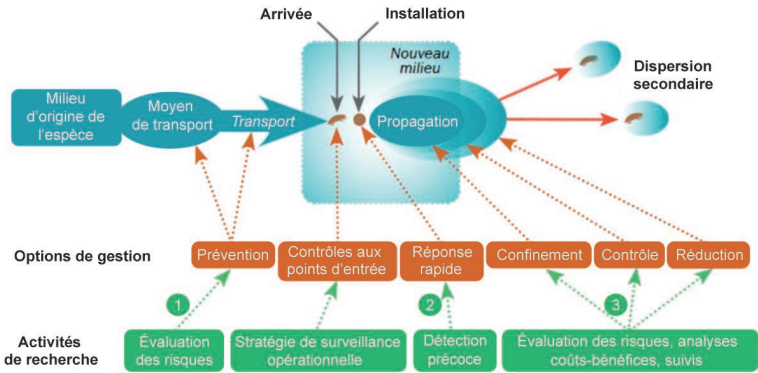 Arrivée
Installation
Nouveau
milieu
Dispersion
secondaire
Milieu
d'origine de
l'espèce
Moyen
de transport
Transport
Propagation
Options de gestion
Prévention
Contrôles aux
points d'entrée
Réponse
rapide
Confinement
Contrôle
Réduction
1
2
3
Activités
de recherche
Évaluation
des risques
Stratégie de surveillance
opérationnelle
Détection
précoce
Évaluation des risques, analyses
coûts-bénéfices, suivis